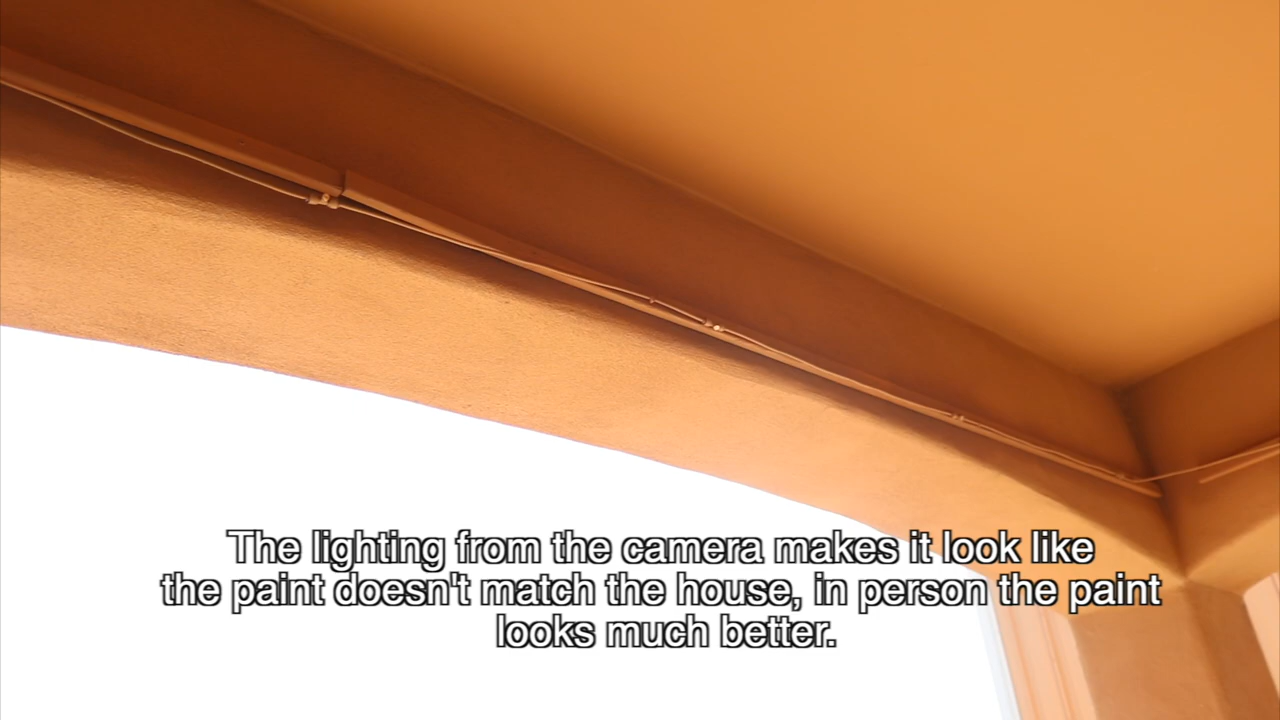 The lighting from the camera makes it look like
the paint doesn't match the house, in person the paint
looks much better.